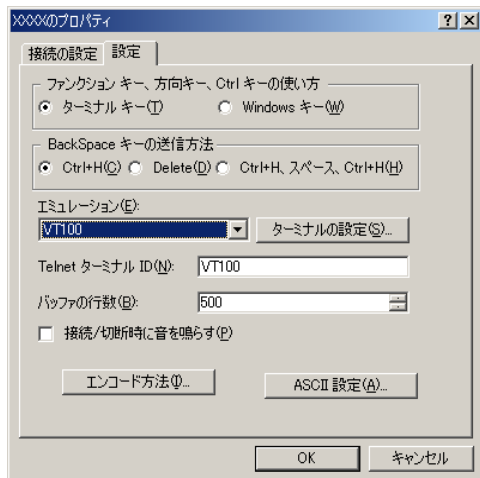 XXXXのプロパティ
接続の設定 設定
ファンクション キー、方向キー、Ctrl キーの使い方
ターミナル キー(T) Windows キー(W)
BackSpace キーの送信方法
Ctrl+H(C) Delete(D) Ctrl+H、スペース、Ctrl+H(H)
エミュレーション(E):
VT100 ターミナルの設定(S)...
Telnet ターミナル ID(N): VT100
バッファの行数(B): 500
接続/切断時に音を鳴らす(P)
エンコード方法(I)... ASCII 設定(A)...
OK キャンセル